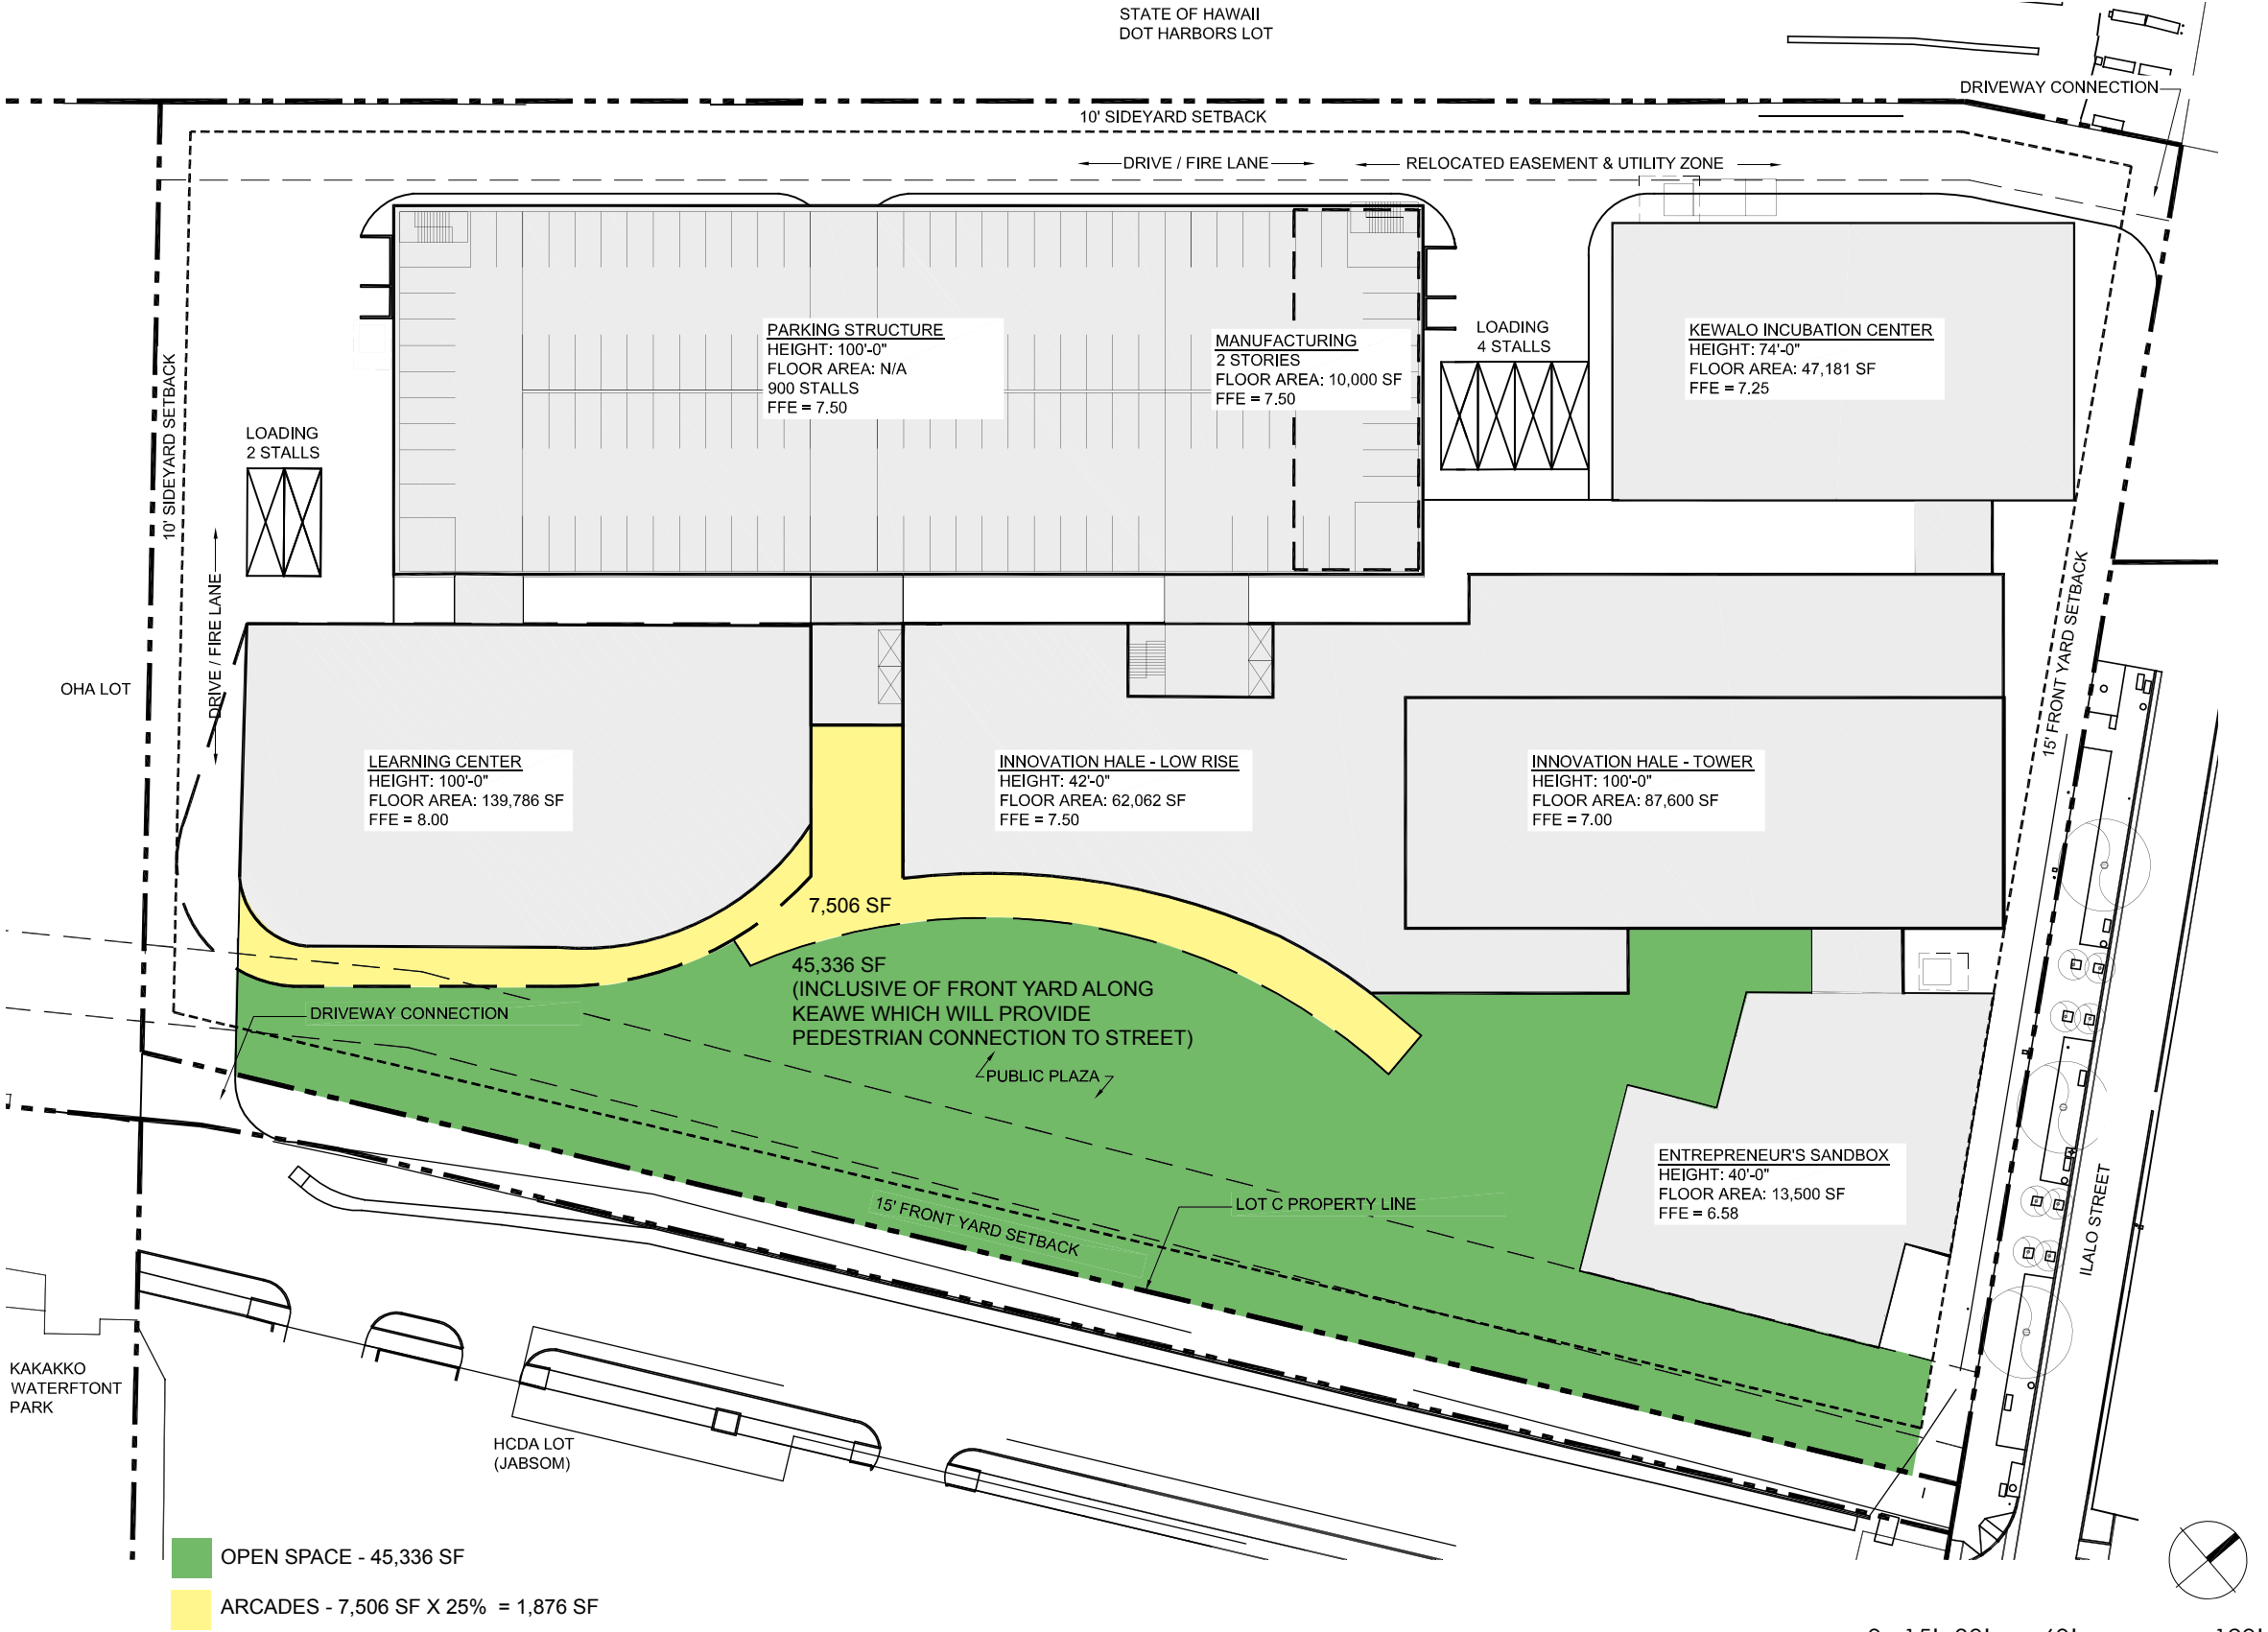 STATE OF HAWAII
DOT HARBORS LOT
DRIVEWAY CONNECTION
10' SIDEYARD SETBACK
DRIVE / FIRE LANE
RELOCATED EASEMENT & UTILITY ZONE
PARKING STRUCTURE
HEIGHT: 100'-0"
FLOOR AREA: N/A
900 STALLS
FFE = 7.50
MANUFACTURING
2 STORIES
FLOOR AREA: 10,000 SF
FFE = 7.50
LOADING
4 STALLS
KEWALO INCUBATION CENTER
HEIGHT: 74'-0"
FLOOR AREA: 47,181 SF
FFE = 7.25
10' SIDEYARD SETBACK
LOADING
2 STALLS
DRIVE / FIRE LANE
OHA LOT
15' FRONT YARD SETBACK
LEARNING CENTER
HEIGHT: 100'-0"
FLOOR AREA: 139,786 SF
FFE = 8.00
INNOVATION HALE - LOW RISE
HEIGHT: 42'-0"
FLOOR AREA: 62,062 SF
FFE = 7.50
INNOVATION HALE - TOWER
HEIGHT: 100'-0"
FLOOR AREA: 87,600 SF
FFE = 7.00
7,506 SF
45,336 SF
(INCLUSIVE OF FRONT YARD ALONG
KEAWE WHICH WILL PROVIDE
PEDESTRIAN CONNECTION TO STREET)
DRIVEWAY CONNECTION
PUBLIC PLAZA
ENTREPRENEUR'S SANDBOX
HEIGHT: 40'-0"
FLOOR AREA: 13,500 SF
FFE = 6.58
15' FRONT YARD SETBACK
LOT C PROPERTY LINE
ILALO STREET
KAKAKKO
WATERFTONT
PARK
HCDA LOT
(JABSOM)
OPEN SPACE - 45,336 SF
ARCADES - 7,506 SF X 25% = 1,876 SF